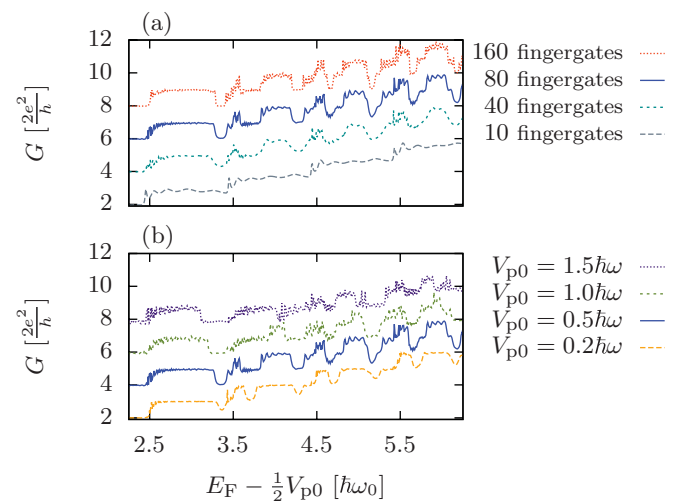 (a)
12
10
8
6
4
2
G [2e²/h]
160 fingergates
80 fingergates
40 fingergates
10 fingergates
(b)
12
10
8
6
4
2
G [2e²/h]
V_p0 = 1.5ℏω
V_p0 = 1.0ℏω
V_p0 = 0.5ℏω
V_p0 = 0.2ℏω
2.5 3.5 4.5 5.5
E_F − ½V_p0 [ℏω₀]